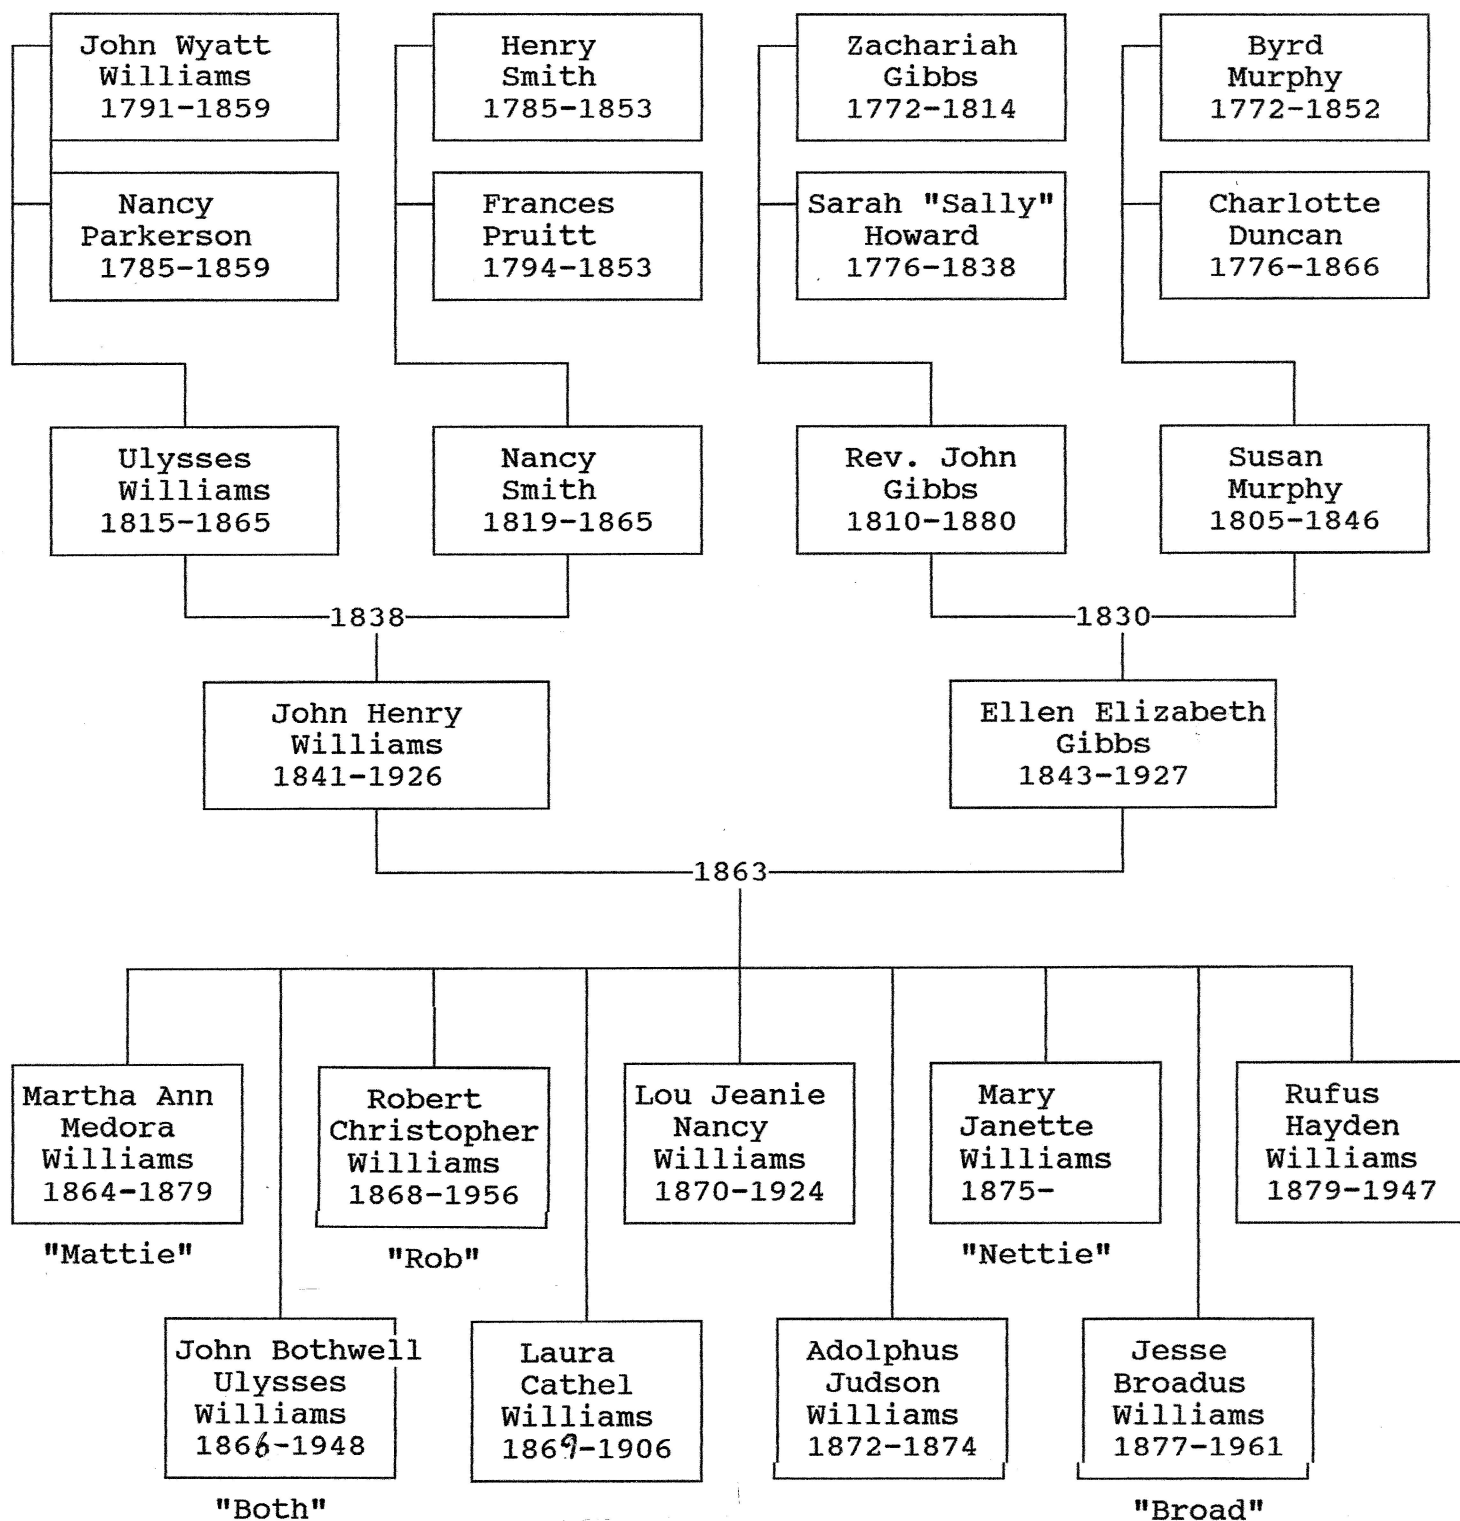 John Wyatt
Williams
1791-1859
Henry
Smith
1785-1853
Zachariah
Gibbs
1772-1814
Byrd
Murphy
1772-1852
Nancy
Parkerson
1785-1859
Frances
Pruitt
1794-1853
Sarah "Sally"
Howard
1776-1838
Charlotte
Duncan
1776-1866
Ulysses
Williams
1815-1865
Nancy
Smith
1819-1865
Rev. John
Gibbs
1810-1880
Susan
Murphy
1805-1846
1838
1830
John Henry
Williams
1841-1926
Ellen Elizabeth
Gibbs
1843-1927
1863
Martha Ann
Medora
Williams
1864-1879
"Mattie"
Robert
Christopher
Williams
1868-1956
"Rob"
Lou Jeanie
Nancy
Williams
1870-1924
Mary
Janette
Williams
1875-
"Nettie"
Rufus
Hayden
Williams
1879-1947
John Bothwell
Ulysses
Williams
1866-1948
"Both"
Laura
Cathel
Williams
1869-1906
Adolphus
Judson
Williams
1872-1874
Jesse
Broadus
Williams
1877-1961
"Broad"